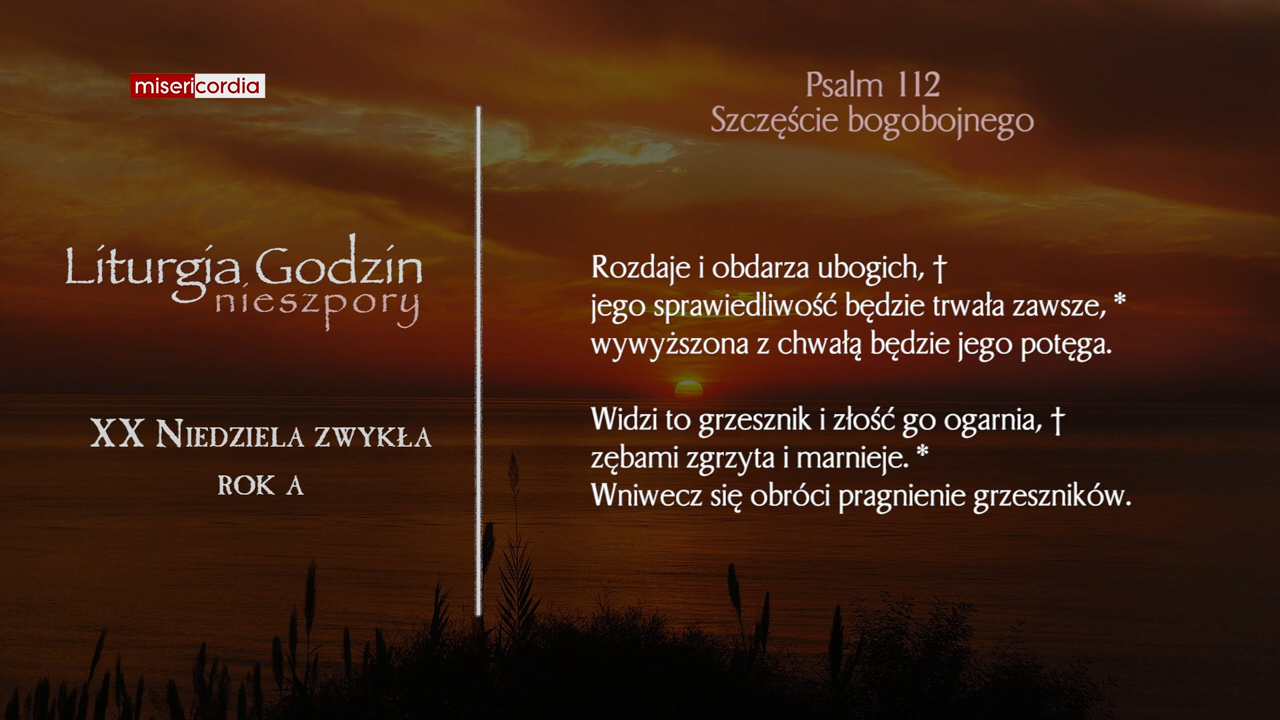 misericordia
Liturgia Godzin
nieszpory
XX Niedziela zwykła
rok A
Psalm 112
Szczęście bogobojnego
Rozdaje i obdarza ubogich, †
jego sprawiedliwość będzie trwała zawsze, *
wywyższona z chwałą będzie jego potęga.
Widzi to grzesznik i złość go ogarnia, †
zębami zgrzyta i marnieje. *
Wniwecz się obróci pragnienie grzeszników.